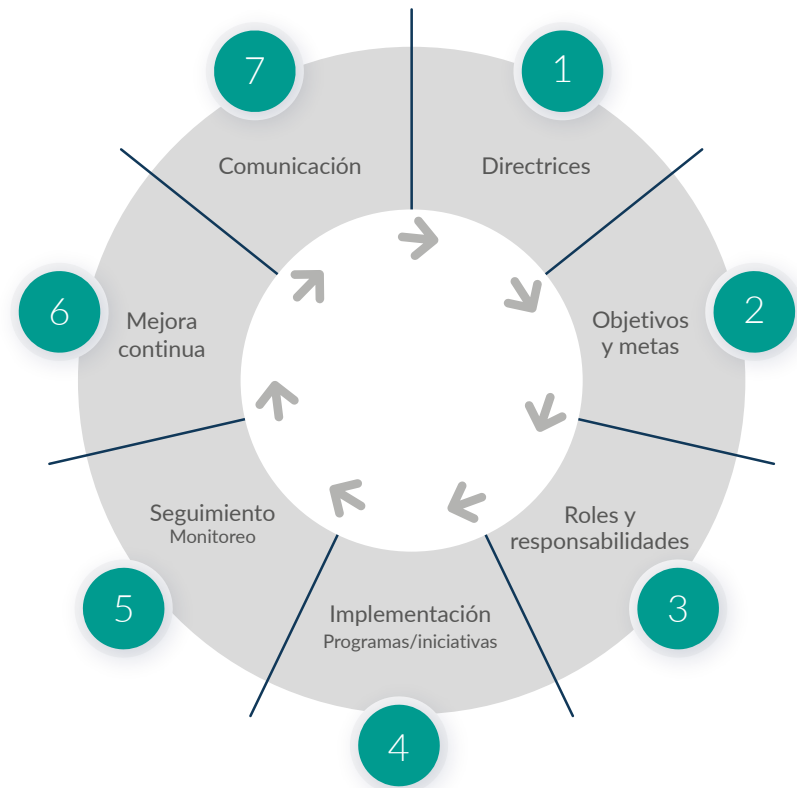 1
Directrices
2
Objetivos
y metas
3
Roles y
responsabilidades
4
Implementación
Programas/iniciativas
5
Seguimiento
Monitoreo
6
Mejora
continua
7
Comunicación